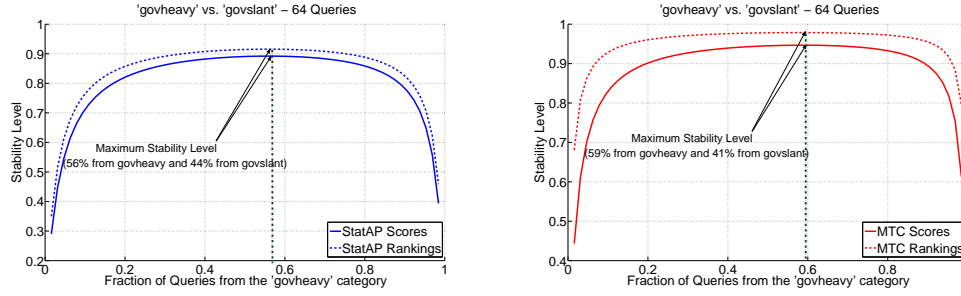 'govheavy' vs. 'govslant' – 64 Queries
1
0.9
0.8
0.7
0.6
0.5
0.4
0.3
0.2
Stability Level
Maximum Stability Level
(56% from govheavy and 44% from govslant)
StatAP Scores
StatAP Rankings
0 0.2 0.4 0.6 0.8 1
Fraction of Queries from the 'govheavy' category
'govheavy' vs. 'govslant' – 64 Queries
1
0.9
0.8
0.7
0.6
0.5
0.4
Stability Level
Maximum Stability Level
(59% from govheavy and 41% from govslant)
MTC Scores
MTC Rankings
0 0.2 0.4 0.6 0.8
Fraction of Queries from the 'govheavy' category